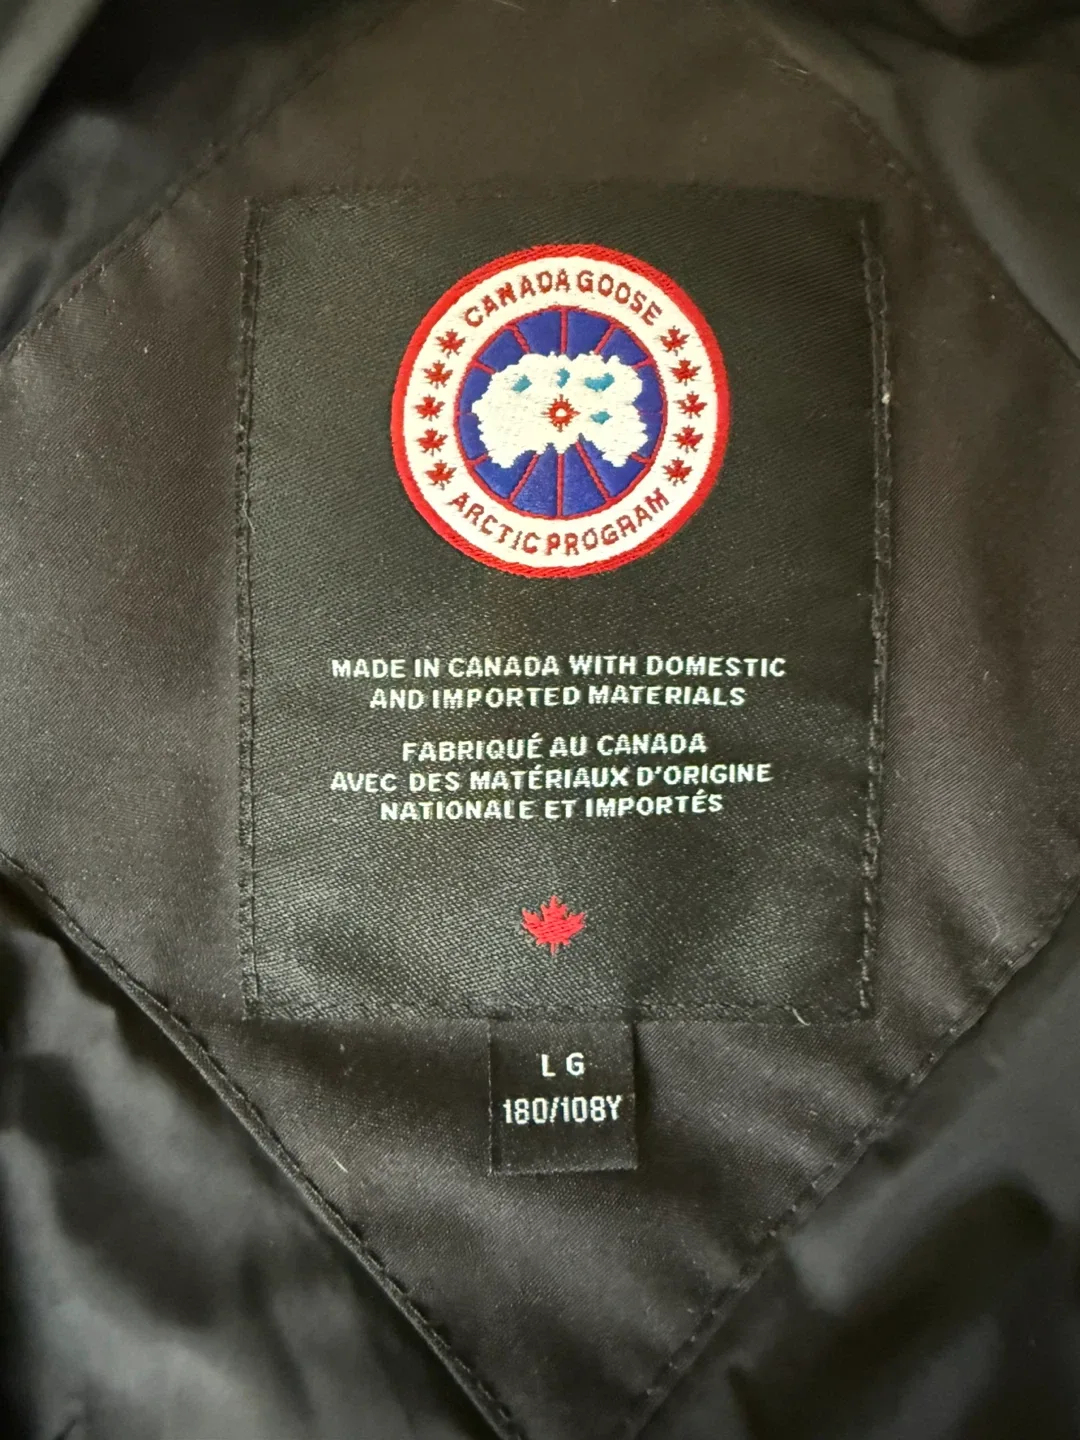 CANADA GOOSE
ARCTIC PROGRAM
MADE IN CANADA WITH DOMESTIC
AND IMPORTED MATERIALS
FABRIQUÉ AU CANADA
AVEC DES MATÉRIAUX D'ORIGINE
NATIONALE ET IMPORTÉS
LG
180/108Y